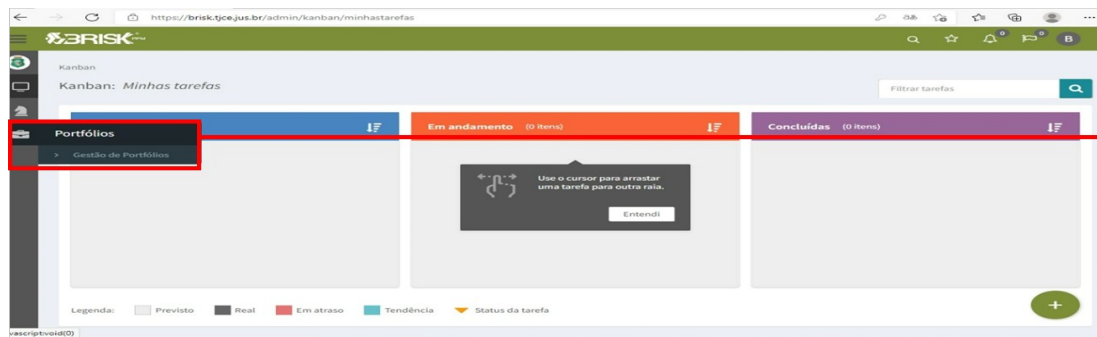 https://brisk.tjce.jus.br/admin/kanban/minhastarefas
BRISK
B
Kanban
Kanban: Minhas tarefas
Filtrar tarefas
Portfólios
> Gestão de Portfólios
Em andamento (0 itens)
Concluídas (0 itens)
Use o cursor para arrastar
uma tarefa para outra raia.
Entendi
Legenda: Previsto Real Em atraso Tendência Status da tarefa
+
vascript:void(0)